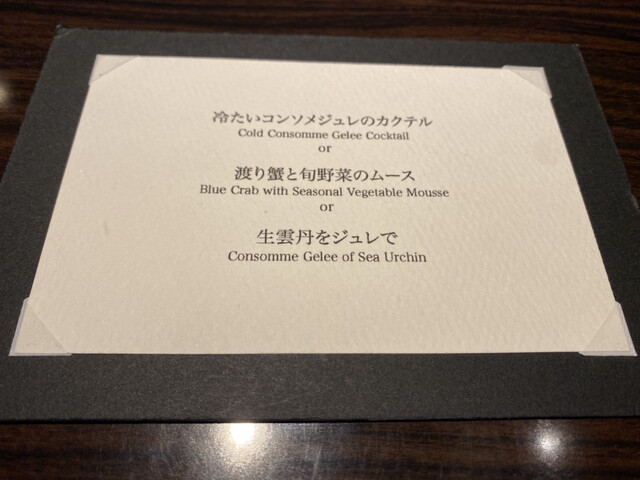 冷たいコンソメジュレのカクテル
Cold Consomme Gelee Cocktail
or
渡り蟹と旬野菜のムース
Blue Crab with Seasonal Vegetable Mousse
or
生雲丹をジュレで
Consomme Gelee of Sea Urchin